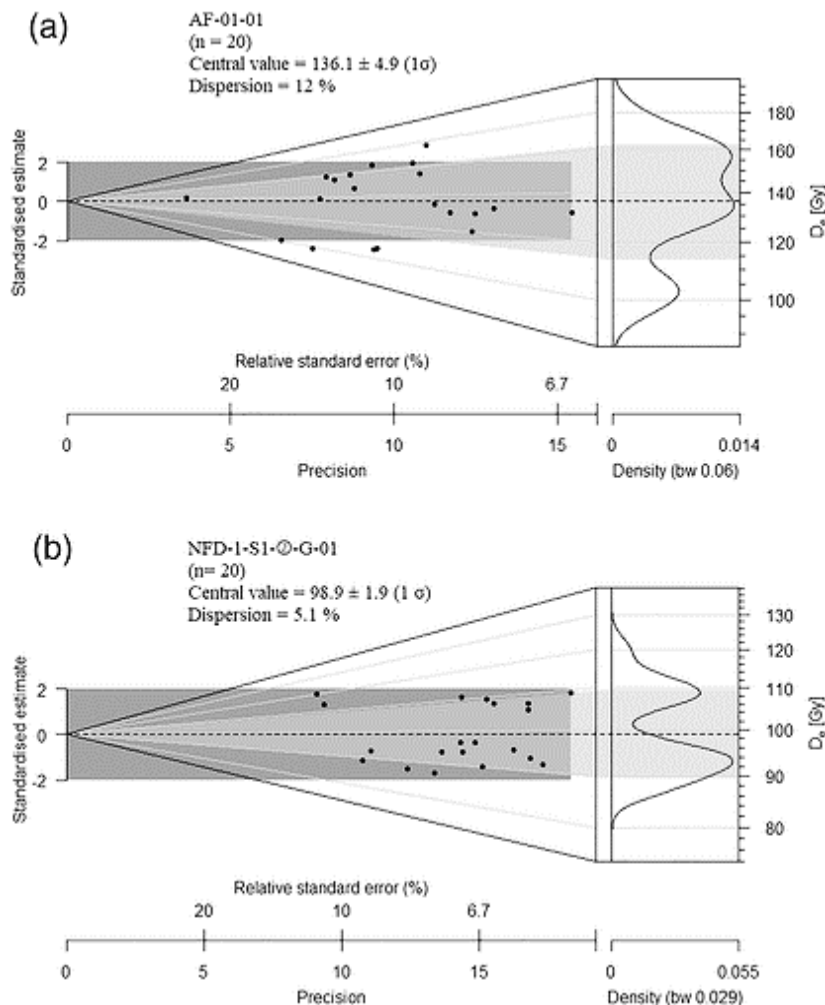 (a)
AF-01-01
(n = 20)
Central value = 136.1 ± 4.9 (1σ)
Dispersion = 12 %
Standardised estimate
2
0
-2
180
160
140
120
100
Dₑ [Gy]
Relative standard error (%)
20 10 6.7
0 5 10 15
Precision
0 0.014
Density (bw 0.06)
(b)
NFD-1-S1-②-G-01
(n= 20)
Central value = 98.9 ± 1.9 (1 σ)
Dispersion = 5.1 %
Standardised estimate
2
0
-2
130
120
110
100
90
80
Dₑ [Gy]
Relative standard error (%)
20 10 6.7
0 5 10 15
Precision
0 0.055
Density (bw 0.029)